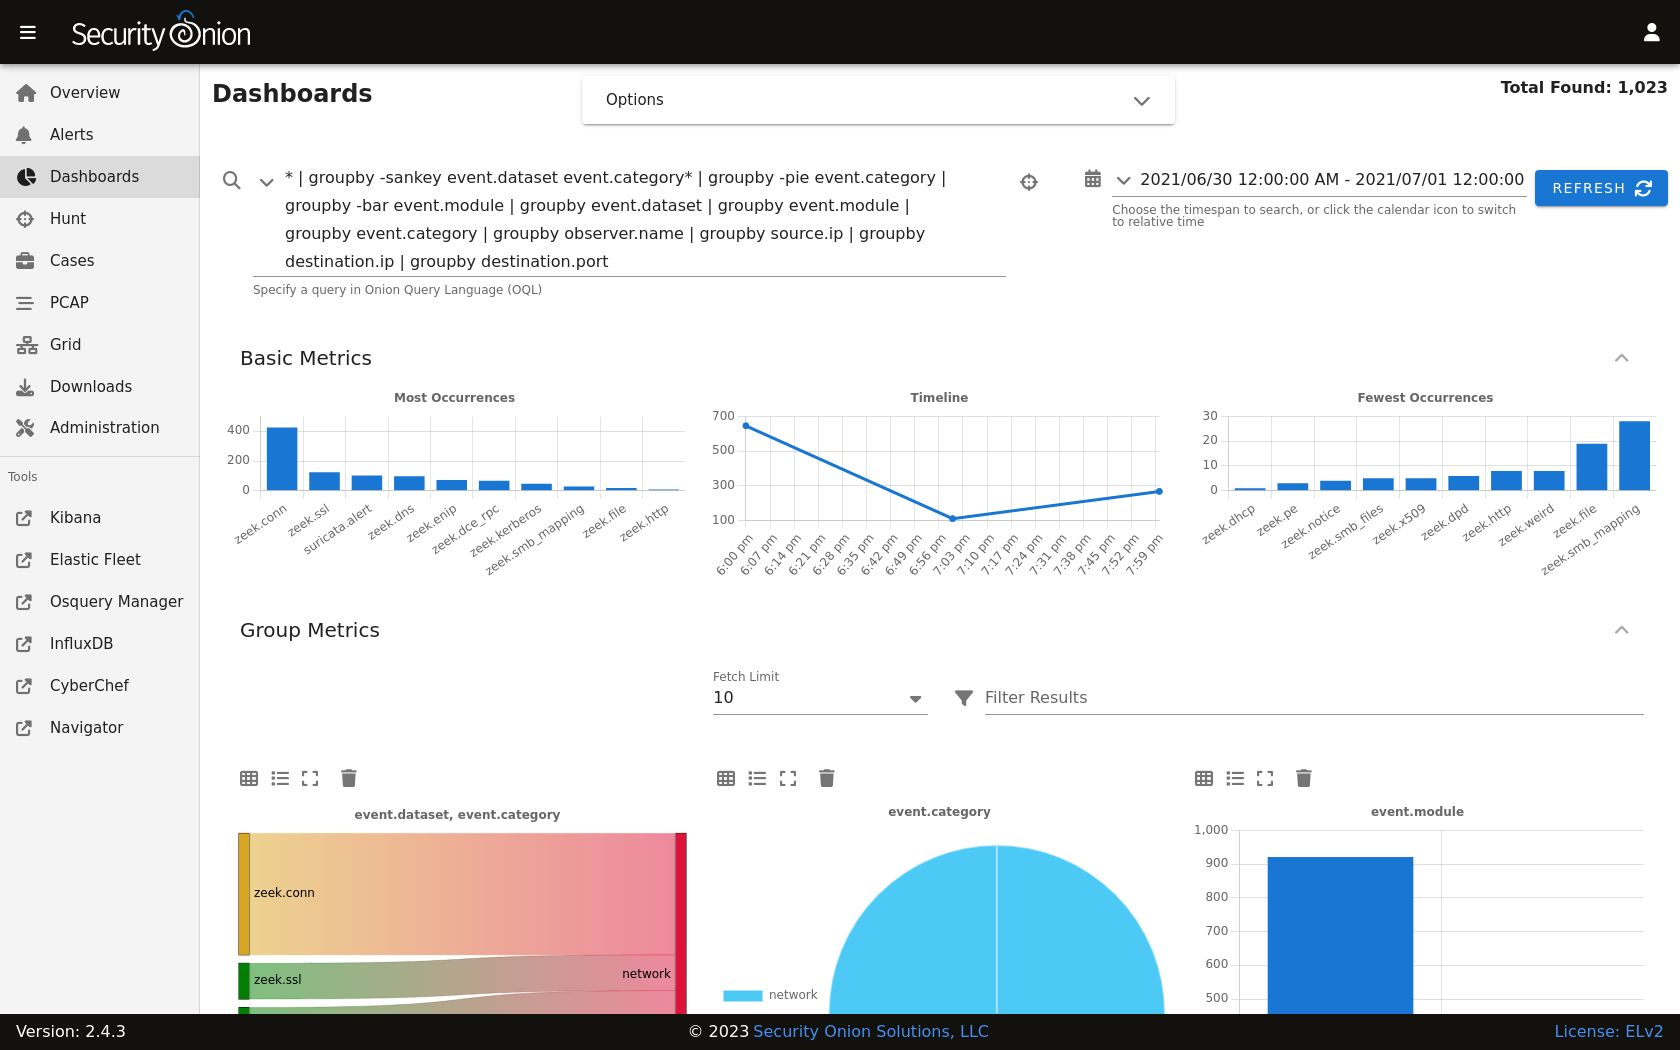 Security Onion
Overview
Alerts
Dashboards
Hunt
Cases
PCAP
Grid
Downloads
Administration
Tools
Kibana
Elastic Fleet
Osquery Manager
InfluxDB
CyberChef
Navigator
Dashboards
Options
Total Found: 1,023
* | groupby -sankey event.dataset event.category* | groupby -pie event.category |
groupby -bar event.module | groupby event.dataset | groupby event.module |
groupby event.category | groupby observer.name | groupby source.ip | groupby
destination.ip | groupby destination.port
Specify a query in Onion Query Language (OQL)
2021/06/30 12:00:00 AM - 2021/07/01 12:00:00
Choose the timespan to search, or click the calendar icon to switch
to relative time
REFRESH
Basic Metrics
Most Occurrences
400
200
0
zeek.conn
zeek.ssl
suricata.alert
zeek.dns
zeek.enip
zeek.dce_rpc
zeek.kerberos
zeek.smb_mapping
zeek.file
zeek.http
Timeline
700
500
300
100
6:00 pm
6:07 pm
6:14 pm
6:21 pm
6:28 pm
6:35 pm
6:42 pm
6:49 pm
6:56 pm
7:03 pm
7:10 pm
7:17 pm
7:24 pm
7:31 pm
7:38 pm
7:45 pm
7:52 pm
7:59 pm
Fewest Occurrences
30
20
10
0
zeek.dhcp
zeek.pe
zeek.notice
zeek.smb_files
zeek.x509
zeek.dpd
zeek.http
zeek.weird
zeek.file
zeek.smb_mapping
Group Metrics
Fetch Limit
10
Filter Results
event.dataset, event.category
zeek.conn
zeek.ssl
network
event.category
network
event.module
1,000
900
800
700
600
500
Version: 2.4.3
© 2023 Security Onion Solutions, LLC
License: ELv2